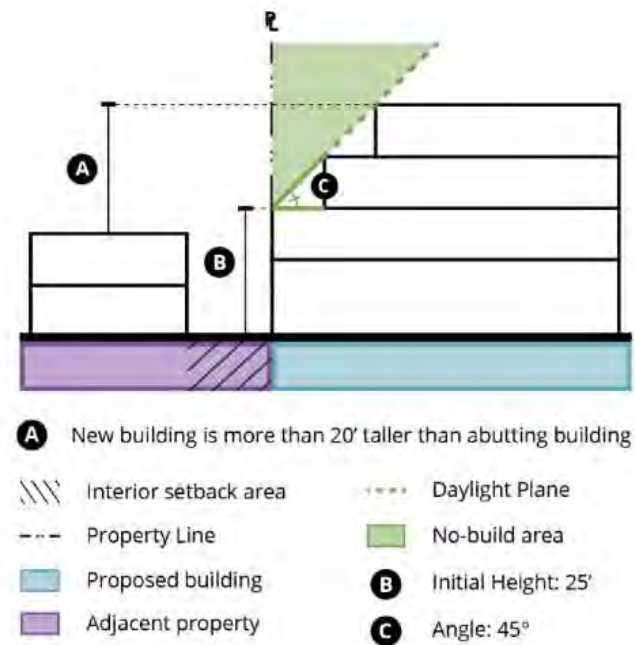 PL
A
C
B
A New building is more than 20’ taller than abutting building
Interior setback area
Daylight Plane
Property Line
No-build area
Proposed building
B Initial Height: 25’
Adjacent property
C Angle: 45°